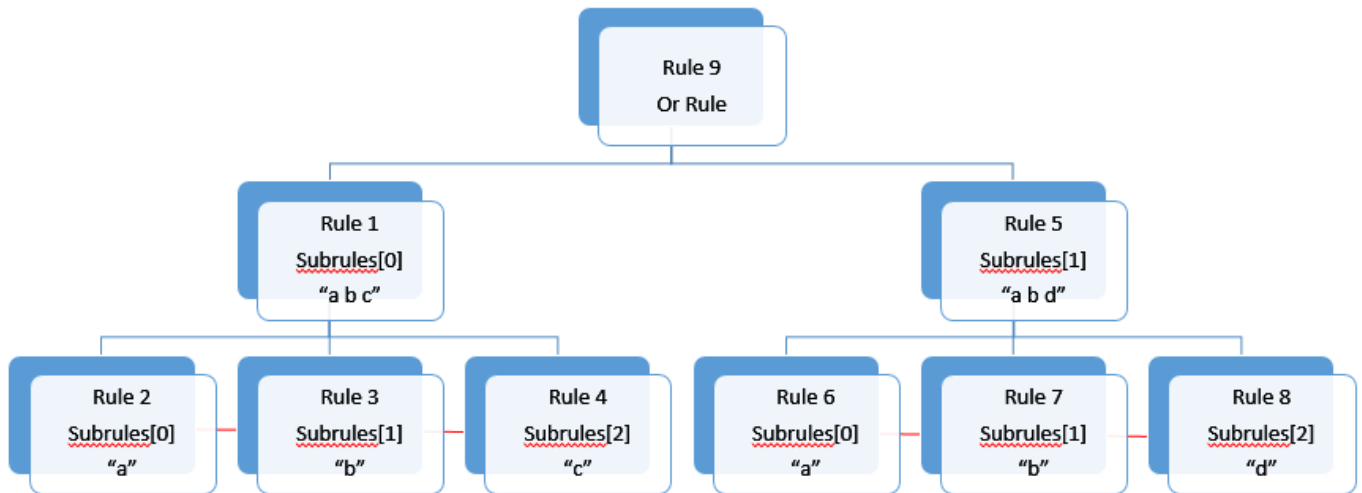 Rule 9
Or Rule
Rule 1
Subrules[0]
“a b c”
Rule 5
Subrules[1]
“a b d”
Rule 2
Subrules[0]
“a”
Rule 3
Subrules[1]
“b”
Rule 4
Subrules[2]
“c”
Rule 6
Subrules[0]
“a”
Rule 7
Subrules[1]
“b”
Rule 8
Subrules[2]
“d”